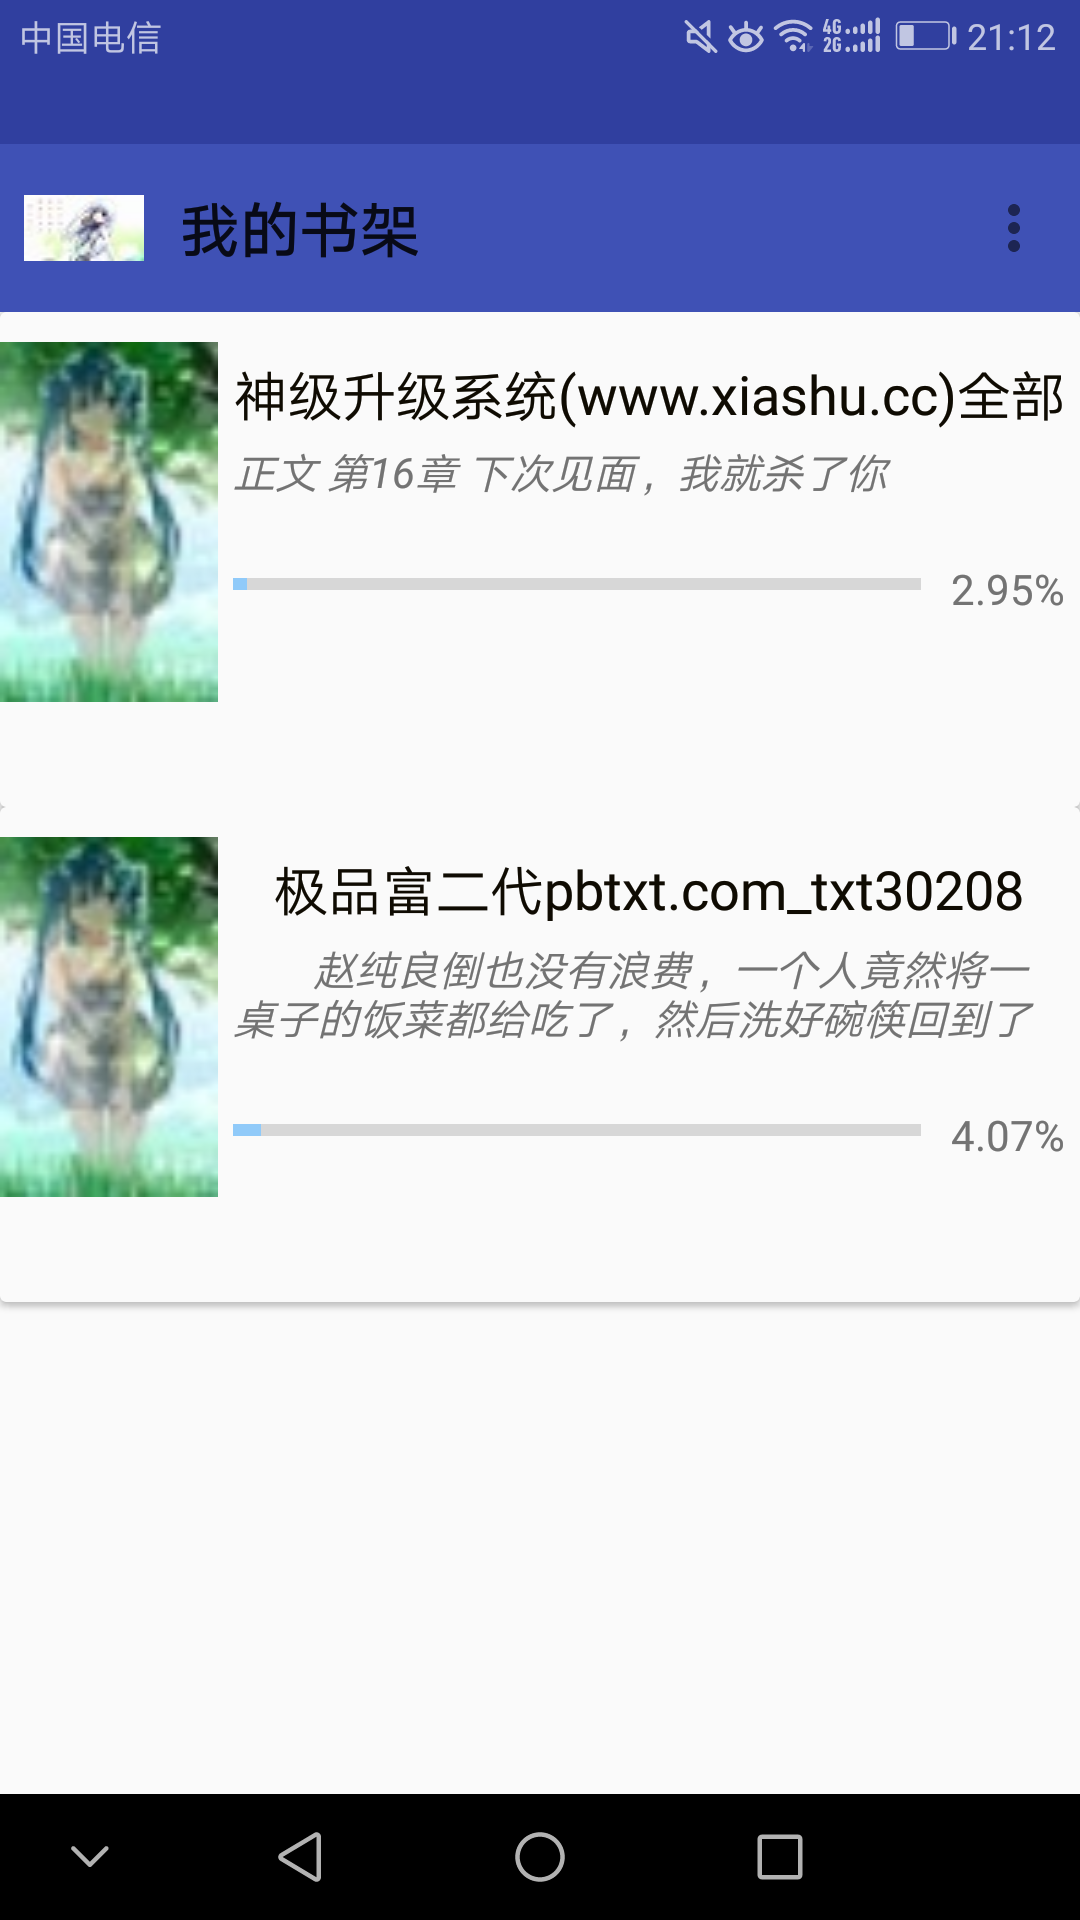 中国电信
4G
2G
21:12
我的书架
神级升级系统(www.xiashu.cc)全部
正文 第16章 下次见面，我就杀了你
2.95%
极品富二代pbtxt.com_txt30208
赵纯良倒也没有浪费，一个人竟然将一
桌子的饭菜都给吃了，然后洗好碗筷回到了
4.07%